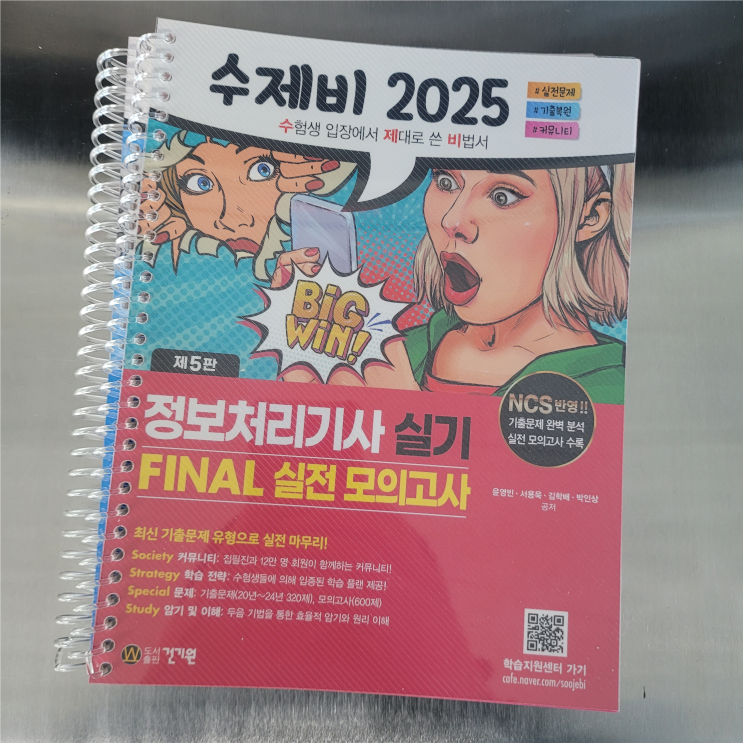 수제비 2025
수험생 입장에서 제대로 쓴 비법서
#실전문제
#기출복원
#커뮤니티
BIG
WIN!
제5판
정보처리기사 실기
FINAL 실전 모의고사
NCS 반영!!
기출문제 완벽 분석
실전 모의고사 수록
윤영빈·서용욱·김학배·박인상
공저
최신 기출문제 유형으로 실전 마무리!
Society 커뮤니티: 집필진과 12만 명 회원이 함께하는 커뮤니티!
Strategy 학습 전략: 수험생들에 의해 입증된 학습 플랜 제공!
Special 문제: 기출문제(20년~24년 320제), 모의고사(600제)
Study 암기 및 이해: 두음 기법을 통한 효율적 암기와 원리 이해
도서
출판 건기원
학습지원센터 가기
cafe.naver.com/soojebi